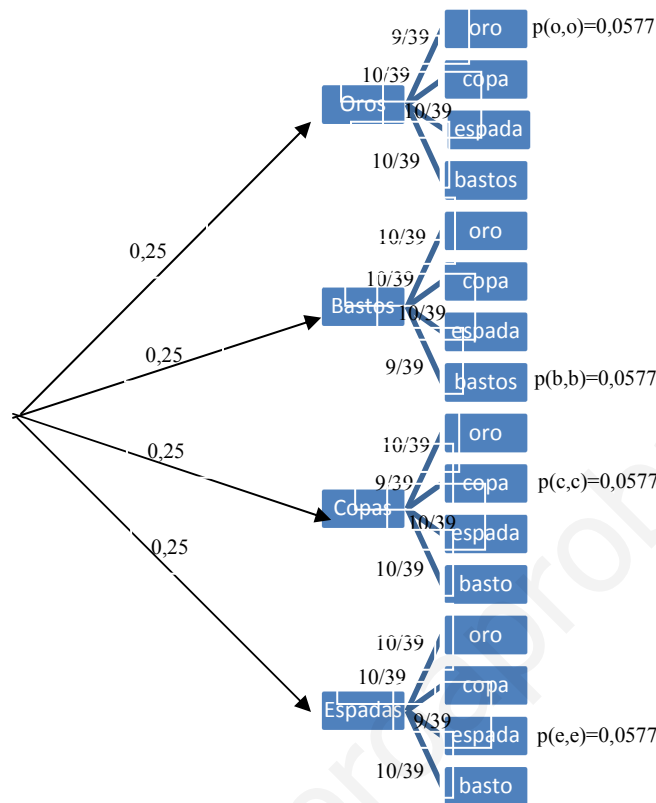 9/39 oro p(o,o)=0,0577
10/39 copa
Oros 10/39 espada
10/39 bastos
0,25
10/39 oro
10/39 copa
Bastos 10/39 espada
0,25
9/39 bastos p(b,b)=0,0577
10/39 oro
0,25
9/39 copa p(c,c)=0,0577
Copas 10/39 espada
0,25
10/39 basto
10/39 oro
10/39 copa
Espadas 9/39 espada p(e,e)=0,0577
10/39 basto